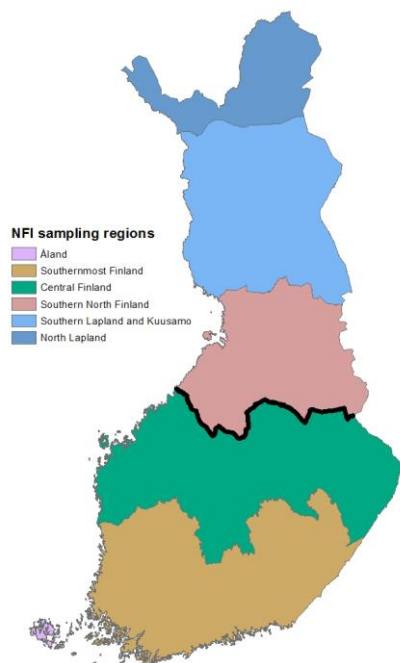 NFI sampling regions
Åland
Southernmost Finland
Central Finland
Southern North Finland
Southern Lapland and Kuusamo
North Lapland